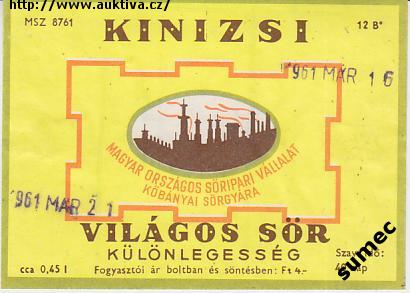 http://www.auktiva.cz/
MSZ 8761
KINIZSI
12 B°
1961 MAR 16
MAGYAR ORSZÁGOS SÖRIPARI VÁLLALAT
KŐBÁNYAI SÖRGYÁRA
1961 MAR 21
VILÁGOS SÖR
KÜLÖNLEGESSÉG
cca 0,45 l
Fogyasztói ár boltban és söntésben: Ft 4.–
sumec